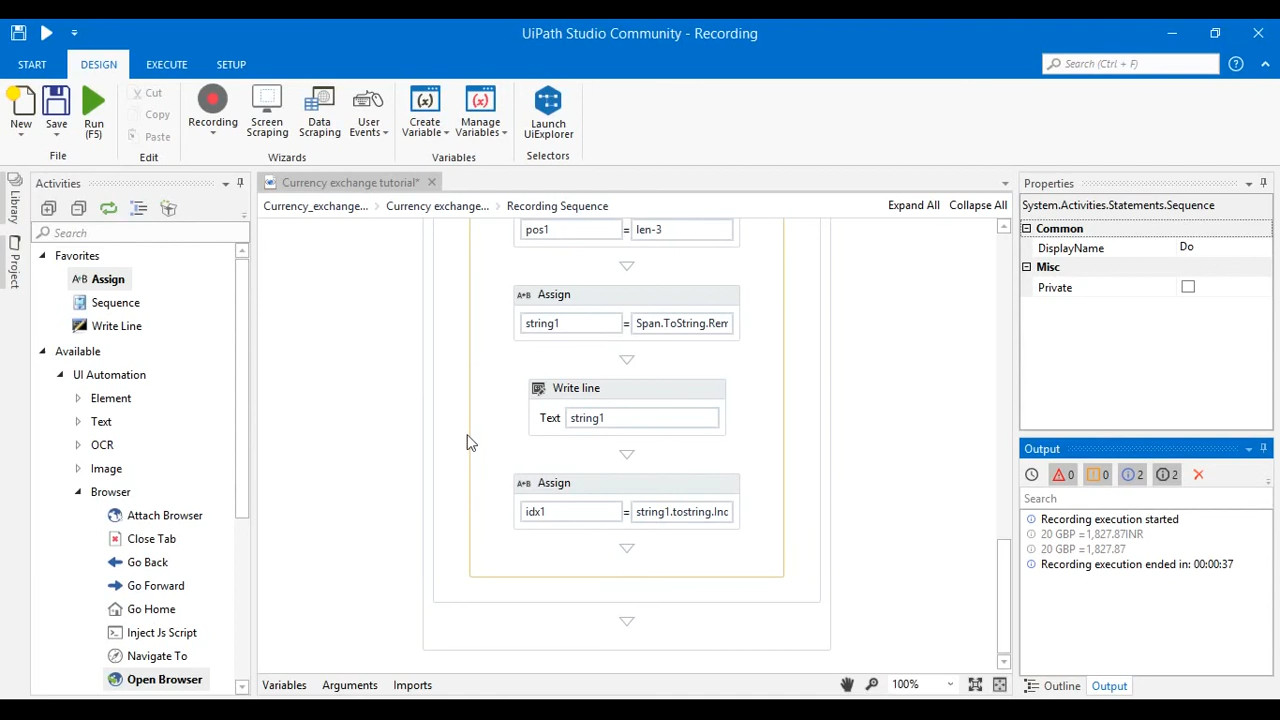 UiPath Studio Community - Recording
START DESIGN EXECUTE SETUP
Search (Ctrl + F)
New
Save
Run
(F5)
File
Cut
Copy
Paste
Edit
Recording
Screen
Scraping
Data
Scraping
User
Events
Wizards
Create
Variable
Manage
Variables
Variables
Launch
UiExplorer
Selectors
Library
Project
Activities
Search
Favorites
A+B Assign
Sequence
Write Line
Available
UI Automation
Element
Text
OCR
Image
Browser
Attach Browser
Close Tab
Go Back
Go Forward
Go Home
Inject Js Script
Navigate To
Open Browser
Currency exchange tutorial*
Currency_exchange... Currency exchange... Recording Sequence
Expand All Collapse All
pos1 = len-3
A+B Assign
string1 = Span.ToString.Rem
Write line
Text string1
A+B Assign
idx1 = string1.tostring.Inc
Variables Arguments Imports
100%
Properties
System.Activities.Statements.Sequence
Common
DisplayName Do
Misc
Private
Output
0 0 2 2
Search
Recording execution started
20 GBP =1,827.87INR
20 GBP =1,827.87
Recording execution ended in: 00:00:37
Outline Output